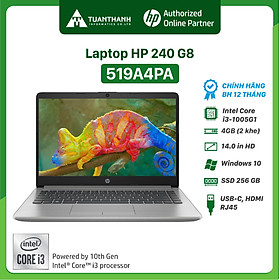 TUANTHANH
INFORMATICS CO LTD
hp
Authorized
Online Partner
Laptop HP 240 G8
519A4PA
CHÍNH HÃNG
BH 12 THÁNG
Intel Core
i3-1005G1
4GB (2 khe)
14.0 in HD
Windows 10
SSD 256 GB
USB-C, HDMI
RJ45
intel
CORE i3
Powered by 10th Gen
Intel® Core™ i3 processor